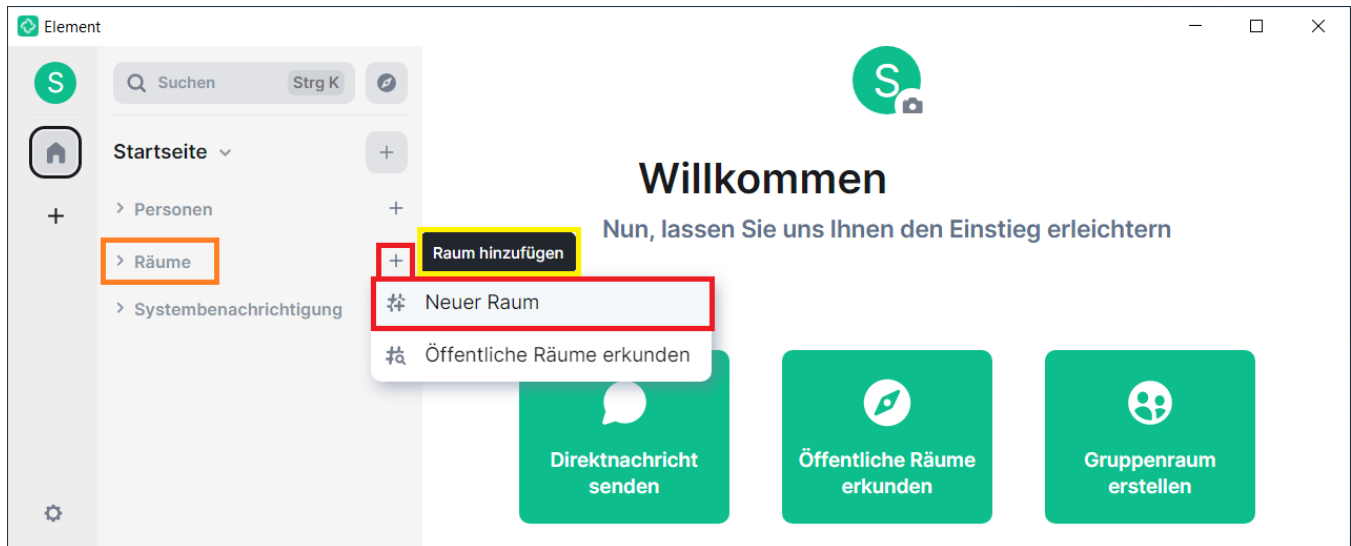 Element
S
Suchen
Strg K
S
Startseite
Willkommen
Personen
Nun, lassen Sie uns Ihnen den Einstieg erleichtern
Räume
Raum hinzufügen
Neuer Raum
Systembenachrichtigung
Öffentliche Räume erkunden
Direktnachricht
senden
Öffentliche Räume
erkunden
Gruppenraum
erstellen